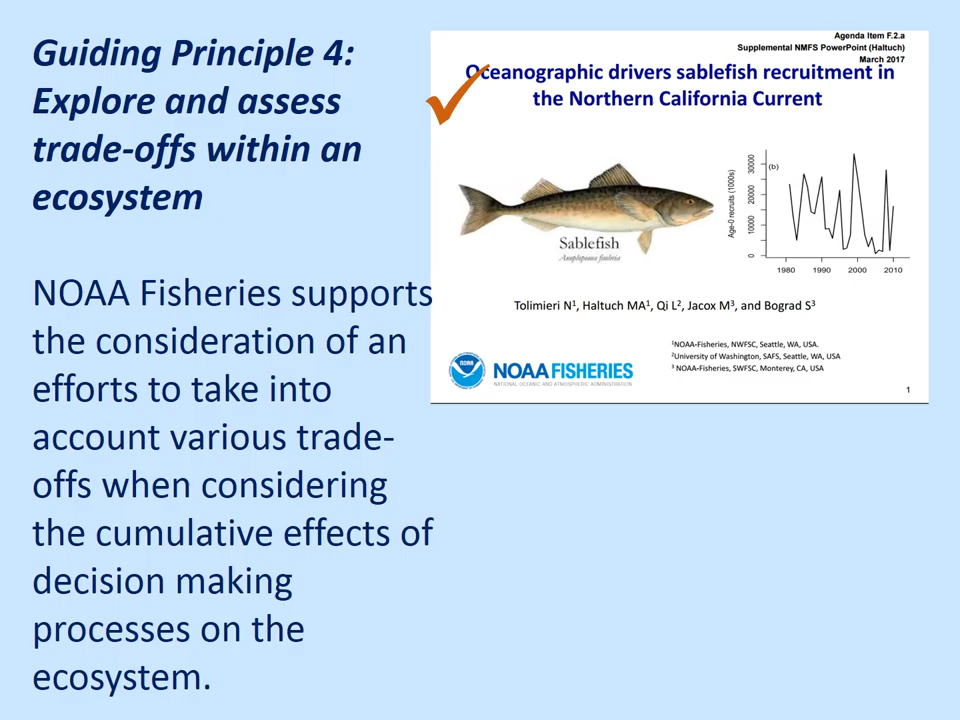 Guiding Principle 4:
Explore and assess
trade-offs within an
ecosystem
NOAA Fisheries supports
the consideration of an
efforts to take into
account various trade-
offs when considering
the cumulative effects of
decision making
processes on the
ecosystem.
Agenda Item F.2.a
Supplemental NMFS PowerPoint (Haltuch)
March 2017
Oceanographic drivers sablefish recruitment in
the Northern California Current
Sablefish
Anoplopoma fimbria
(b)
Age-0 recruits (1000s)
30000
20000
10000
0
1980 1990 2000 2010
Tolimieri N¹, Haltuch MA¹, Qi L², Jacox M³, and Bograd S³
¹NOAA-Fisheries, NWFSC, Seattle, WA, USA.
²University of Washington, SAFS, Seattle, WA, USA
³ NOAA-Fisheries, SWFSC, Monterey, CA, USA
NOAA
NOAA FISHERIES
NATIONAL OCEANIC AND ATMOSPHERIC ADMINISTRATION
1